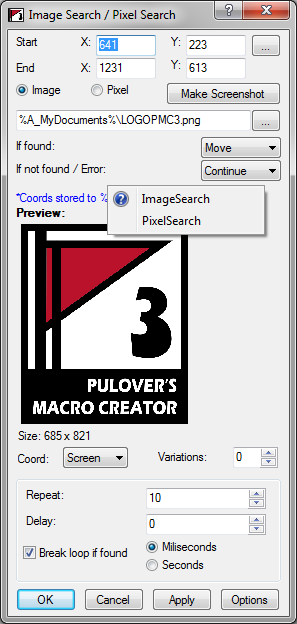 Image Search / Pixel Search
Start X: 641 Y: 223 ...
End X: 1231 Y: 613
Image Pixel Make Screenshot
%A_MyDocuments%\LOGOPMC3.png ...
If found: Move
If not found / Error: Continue
*Coords stored to %
ImageSearch
PixelSearch
Preview:
3
PULOVER'S
MACRO CREATOR
Size: 685 x 821
Coord: Screen Variations: 0
Repeat: 10
Delay: 0
Break loop if found Miliseconds
Seconds
OK Cancel Apply Options